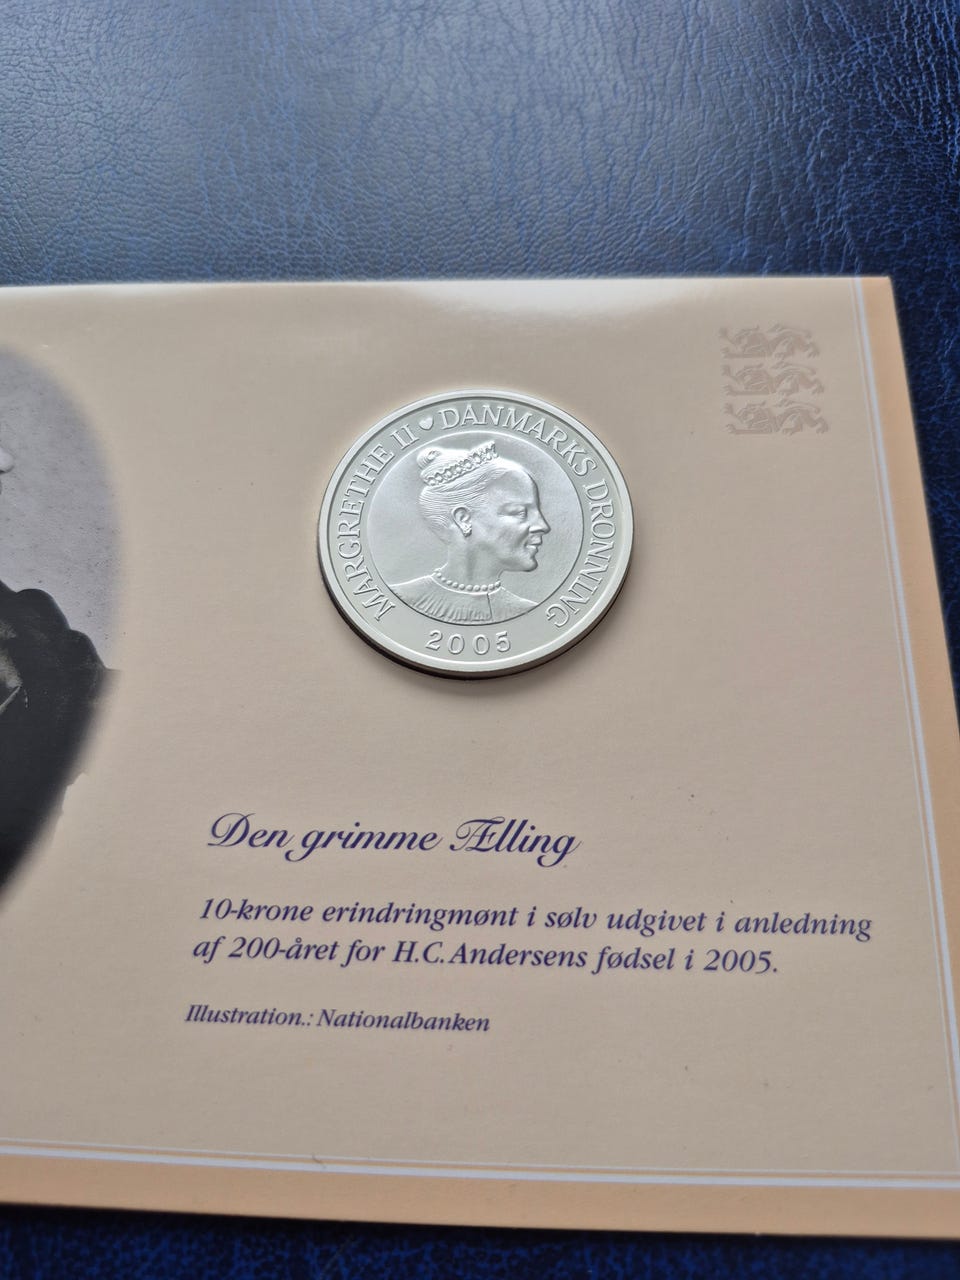 MARGRETHE II ♥ DANMARKS DRONNING
2005
Den grimme Ælling
10-krone erindringmønt i sølv udgivet i anledning
af 200-året for H.C. Andersens fødsel i 2005.
Illustration.: Nationalbanken